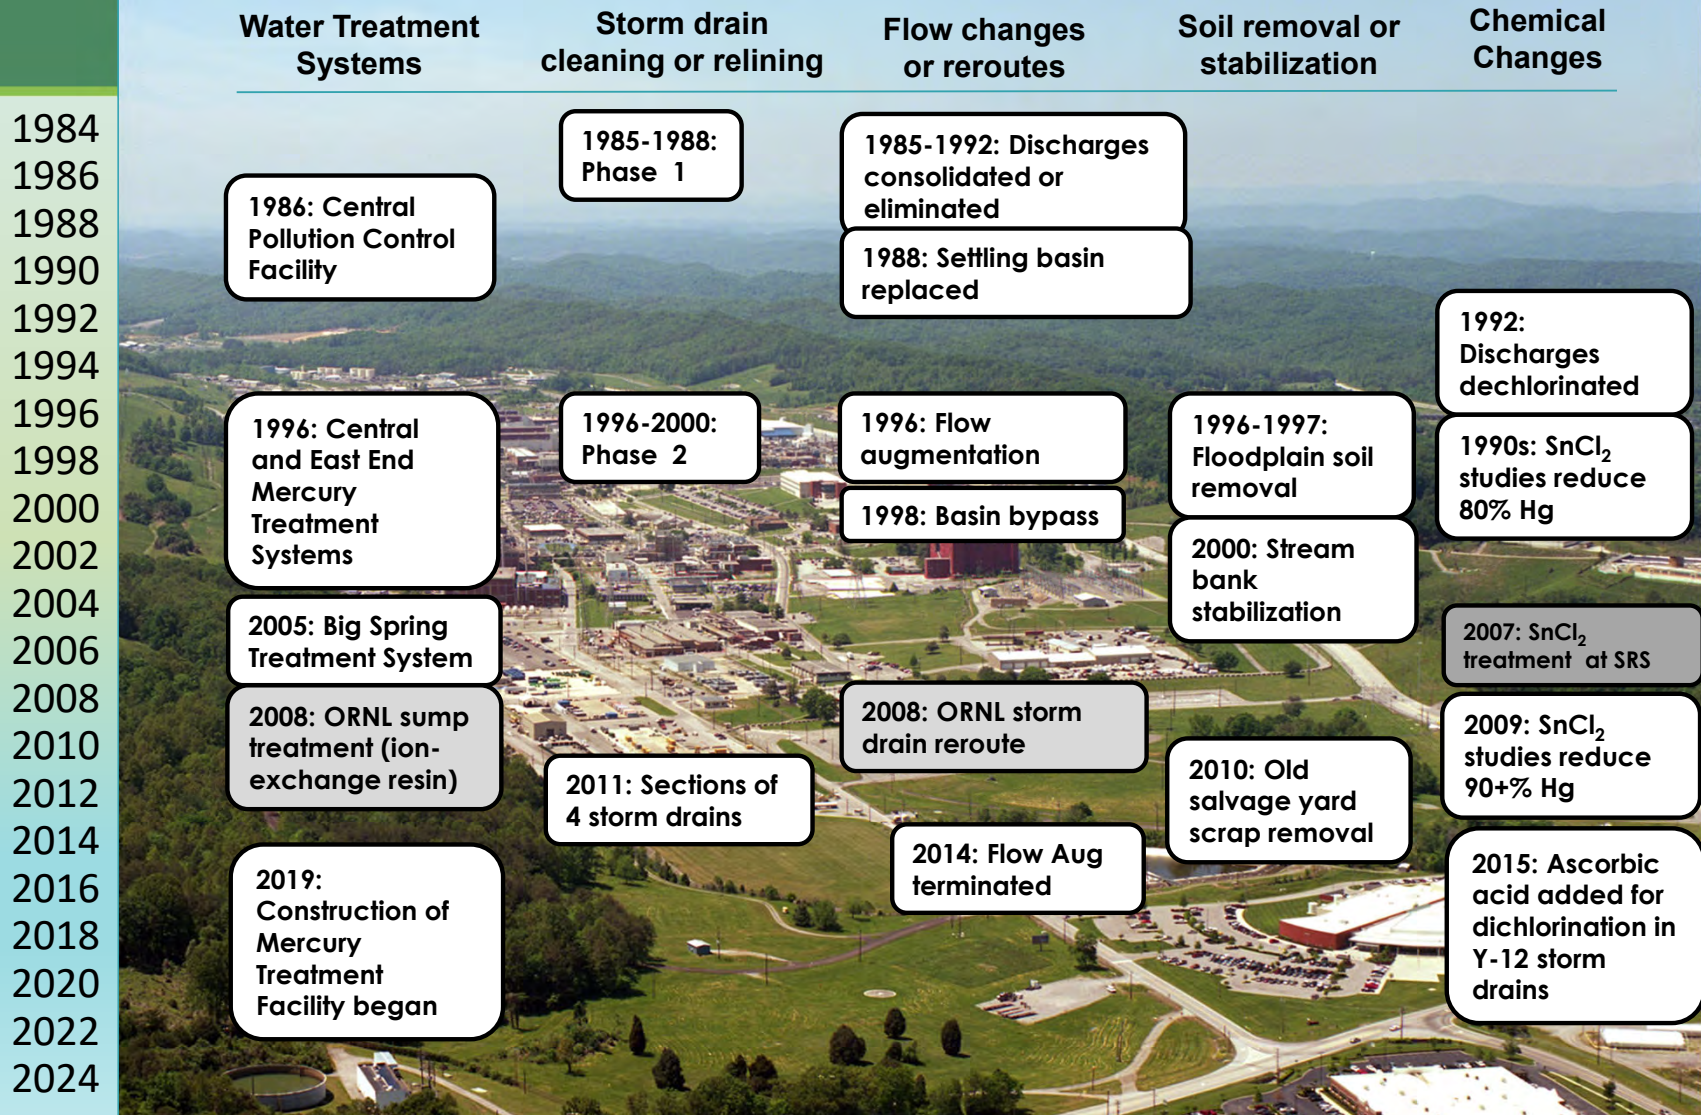 Water Treatment
Systems
Storm drain
cleaning or relining
Flow changes
or reroutes
Soil removal or
stabilization
Chemical
Changes
1984
1986
1988
1990
1992
1994
1996
1998
2000
2002
2004
2006
2008
2010
2012
2014
2016
2018
2020
2022
2024
1986: Central
Pollution Control
Facility
1996: Central
and East End
Mercury
Treatment
Systems
2005: Big Spring
Treatment System
2008: ORNL sump
treatment (ion-
exchange resin)
2019:
Construction of
Mercury
Treatment
Facility began
1985-1988:
Phase 1
1996-2000:
Phase 2
2011: Sections of
4 storm drains
1985-1992: Discharges
consolidated or
eliminated
1988: Settling basin
replaced
1996: Flow
augmentation
1998: Basin bypass
2008: ORNL storm
drain reroute
2014: Flow Aug
terminated
1996-1997:
Floodplain soil
removal
2000: Stream
bank
stabilization
2010: Old
salvage yard
scrap removal
1992:
Discharges
dechlorinated
1990s: SnCl₂
studies reduce
80% Hg
2007: SnCl₂
treatment at SRS
2009: SnCl₂
studies reduce
90+% Hg
2015: Ascorbic
acid added for
dichlorination in
Y-12 storm
drains